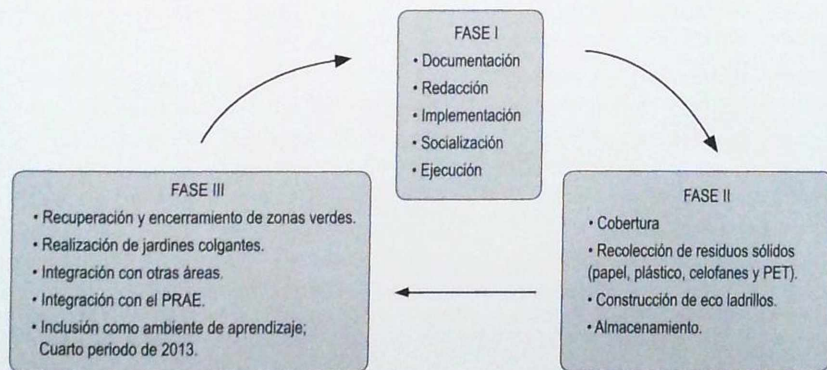 FASE I
• Documentación
• Redacción
• Implementación
• Socialización
• Ejecución
FASE II
• Cobertura
• Recolección de residuos sólidos
(papel, plástico, celofanes y PET).
• Construcción de eco ladrillos.
• Almacenamiento.
FASE III
• Recuperación y encerramiento de zonas verdes.
• Realización de jardines colgantes.
• Integración con otras áreas.
• Integración con el PRAE.
• Inclusión como ambiente de aprendizaje;
Cuarto periodo de 2013.